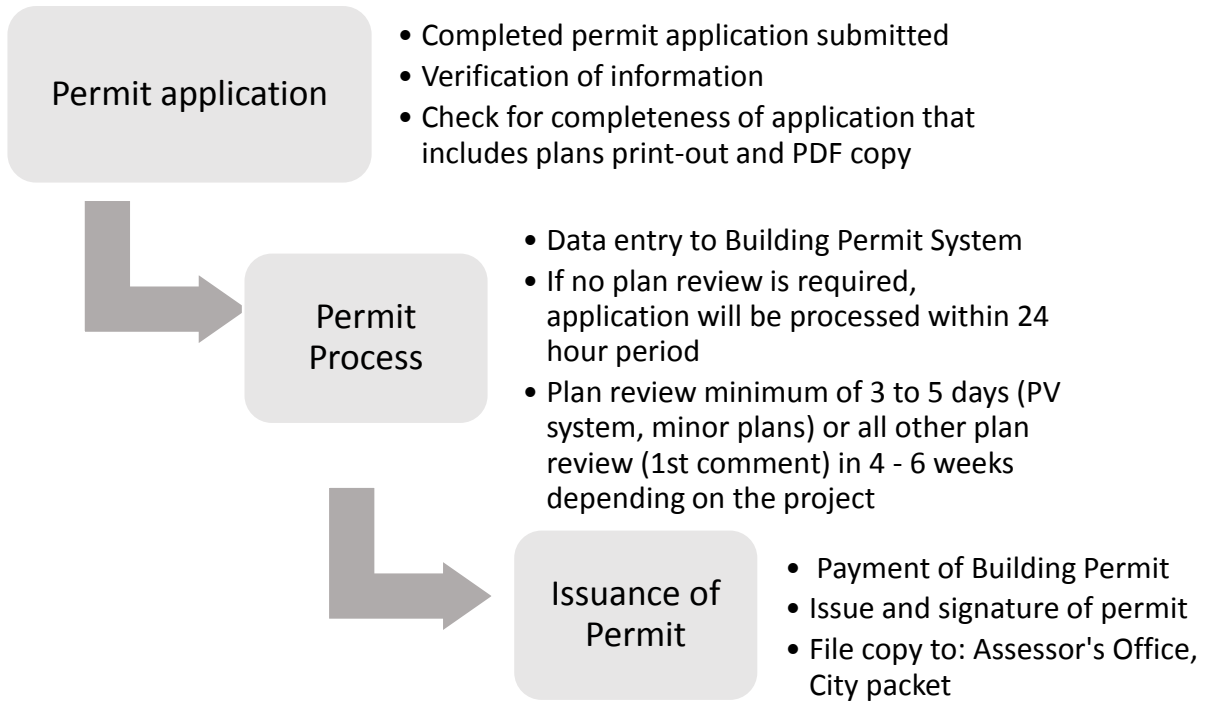 Permit application
• Completed permit application submitted
• Verification of information
• Check for completeness of application that
includes plans print-out and PDF copy
Permit
Process
• Data entry to Building Permit System
• If no plan review is required,
application will be processed within 24
hour period
• Plan review minimum of 3 to 5 days (PV
system, minor plans) or all other plan
review (1st comment) in 4 - 6 weeks
depending on the project
Issuance of
Permit
• Payment of Building Permit
• Issue and signature of permit
• File copy to: Assessor's Office,
City packet